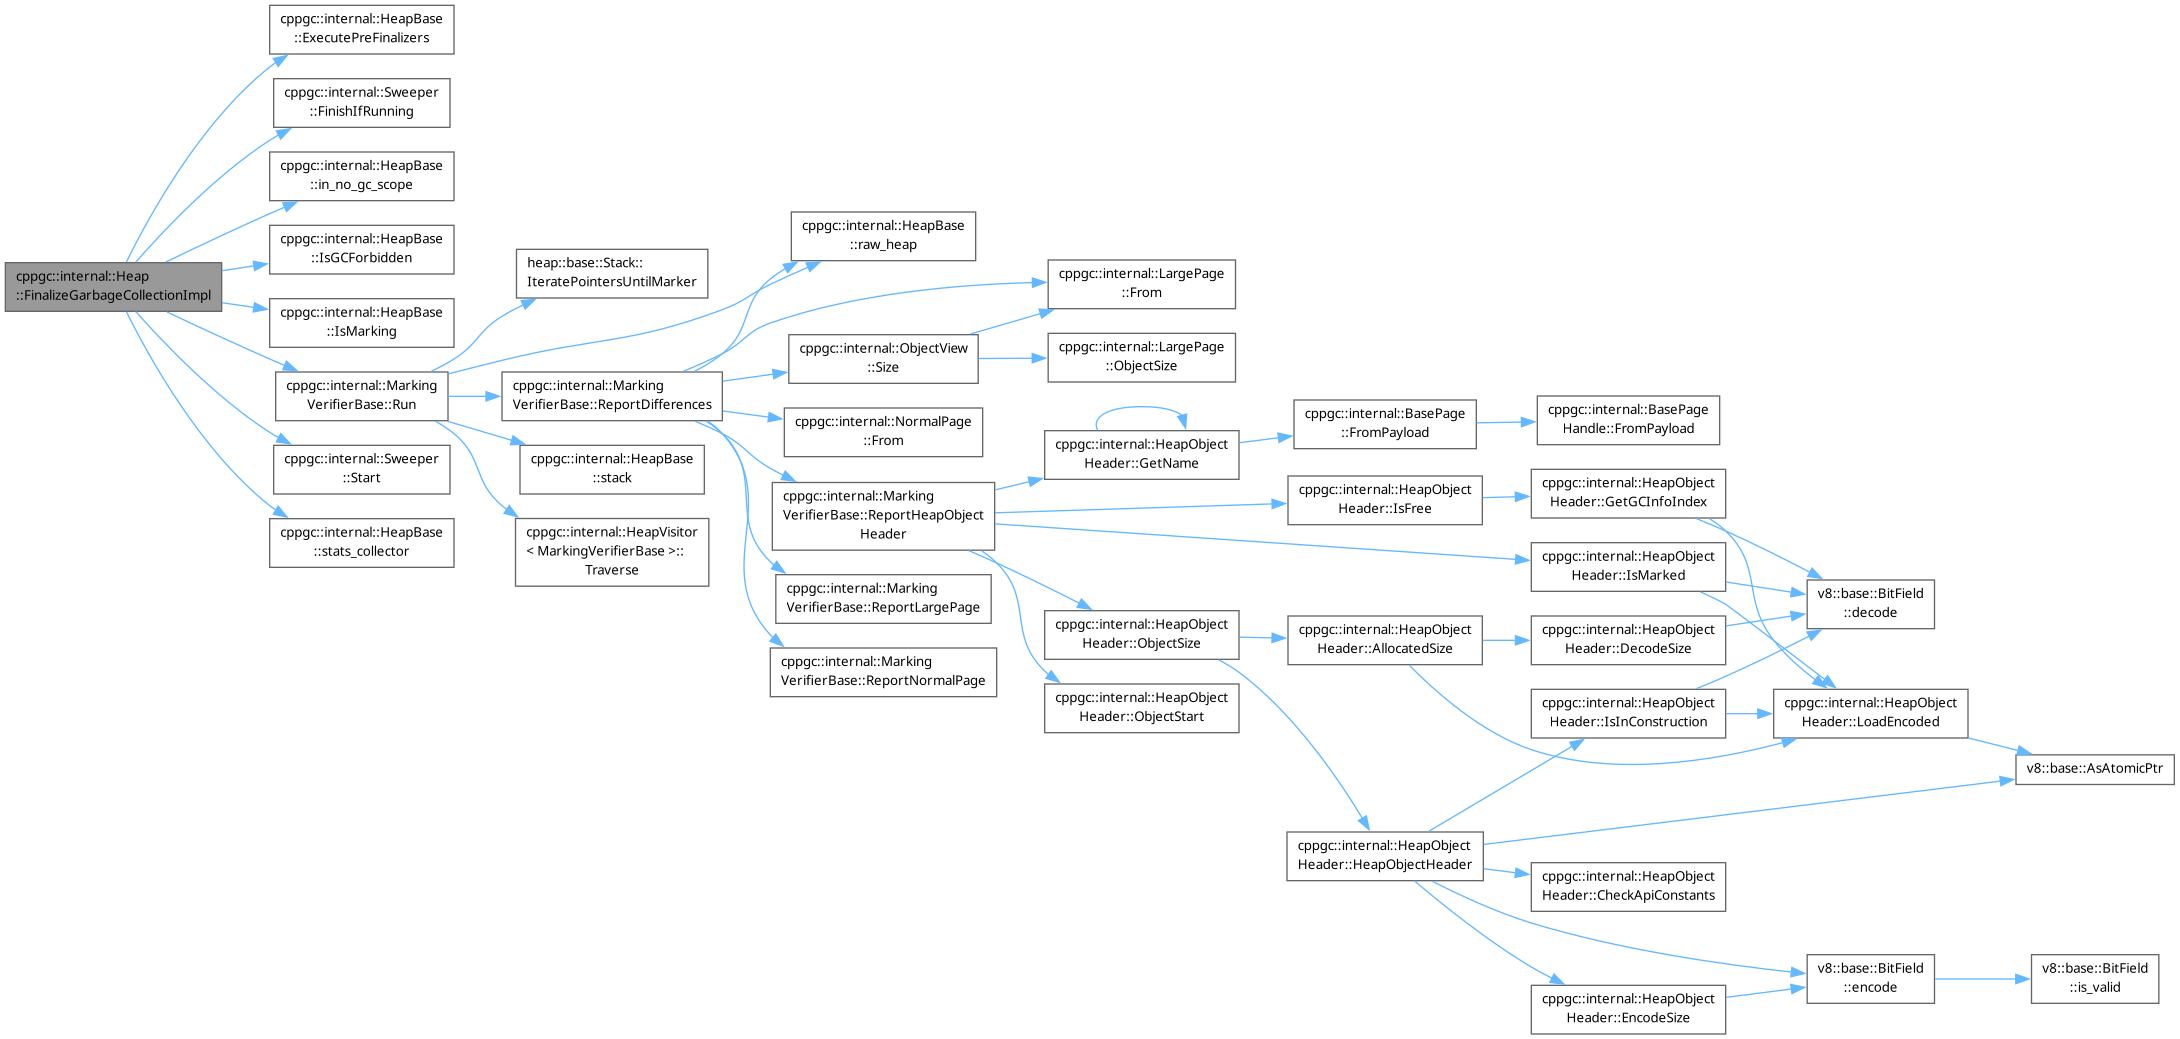 cppgc::internal::Heap
::FinalizeGarbageCollectionImpl
cppgc::internal::HeapBase
::ExecutePreFinalizers
cppgc::internal::Sweeper
::FinishIfRunning
cppgc::internal::HeapBase
::in_no_gc_scope
cppgc::internal::HeapBase
::IsGCForbidden
cppgc::internal::HeapBase
::IsMarking
cppgc::internal::Marking
VerifierBase::Run
cppgc::internal::Sweeper
::Start
cppgc::internal::HeapBase
::stats_collector
heap::base::Stack::
IteratePointersUntilMarker
cppgc::internal::Marking
VerifierBase::ReportDifferences
cppgc::internal::HeapBase
::stack
cppgc::internal::HeapVisitor
< MarkingVerifierBase >::
Traverse
cppgc::internal::HeapBase
::raw_heap
cppgc::internal::ObjectView
::Size
cppgc::internal::NormalPage
::From
cppgc::internal::Marking
VerifierBase::ReportHeapObject
Header
cppgc::internal::Marking
VerifierBase::ReportLargePage
cppgc::internal::Marking
VerifierBase::ReportNormalPage
cppgc::internal::LargePage
::From
cppgc::internal::LargePage
::ObjectSize
cppgc::internal::HeapObject
Header::GetName
cppgc::internal::HeapObject
Header::ObjectSize
cppgc::internal::HeapObject
Header::ObjectStart
cppgc::internal::BasePage
::FromPayload
cppgc::internal::HeapObject
Header::IsFree
cppgc::internal::HeapObject
Header::AllocatedSize
cppgc::internal::HeapObject
Header::HeapObjectHeader
cppgc::internal::BasePage
Handle::FromPayload
cppgc::internal::HeapObject
Header::GetGCInfoIndex
cppgc::internal::HeapObject
Header::IsMarked
cppgc::internal::HeapObject
Header::DecodeSize
cppgc::internal::HeapObject
Header::IsInConstruction
cppgc::internal::HeapObject
Header::CheckApiConstants
cppgc::internal::HeapObject
Header::EncodeSize
v8::base::BitField
::decode
cppgc::internal::HeapObject
Header::LoadEncoded
v8::base::BitField
::encode
v8::base::AsAtomicPtr
v8::base::BitField
::is_valid